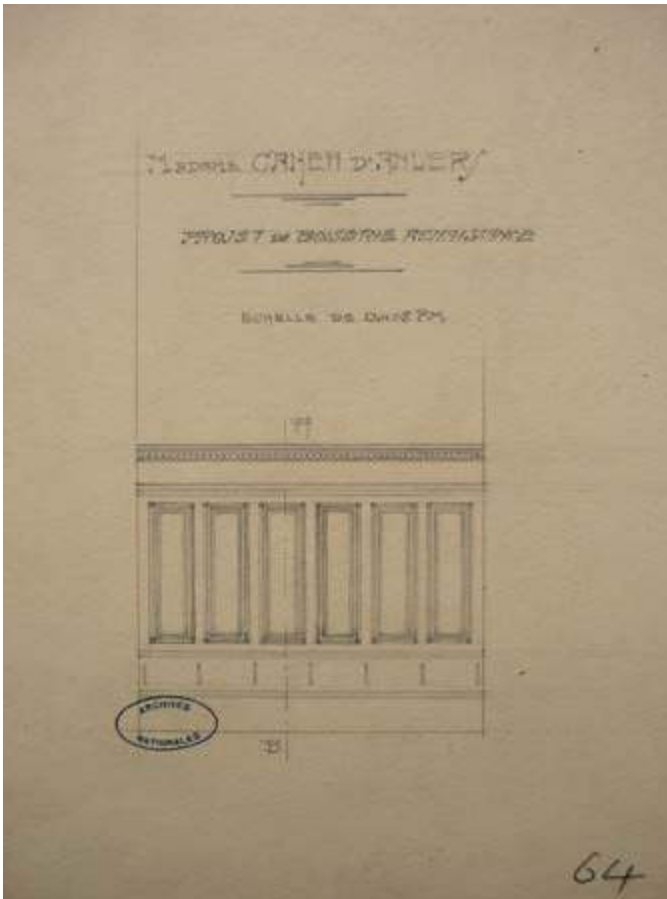 MADAME CAHEN D'ANVERS
PROJET DE BOISERIE RENAISSANCE
ECHELLE DE
A
B
ARCHIVES
NATIONALES
64